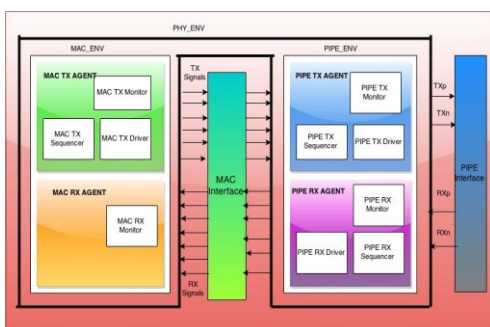 PHY_ENV
MAC_ENV
MAC TX AGENT
MAC TX Monitor
MAC TX
Sequencer
MAC TX Driver
MAC RX AGENT
MAC RX
Monitor
TX
Signals
MAC
Interface
RX
Signals
PIPE_ENV
PIPE TX AGENT
PIPE TX
Monitor
PIPE TX
Sequencer
PIPE TX Driver
PIPE RX AGENT
PIPE RX
Monitor
PIPE RX Driver
PIPE RX
Sequencer
TXp
TXn
RXp
RXn
PIPE
Interface